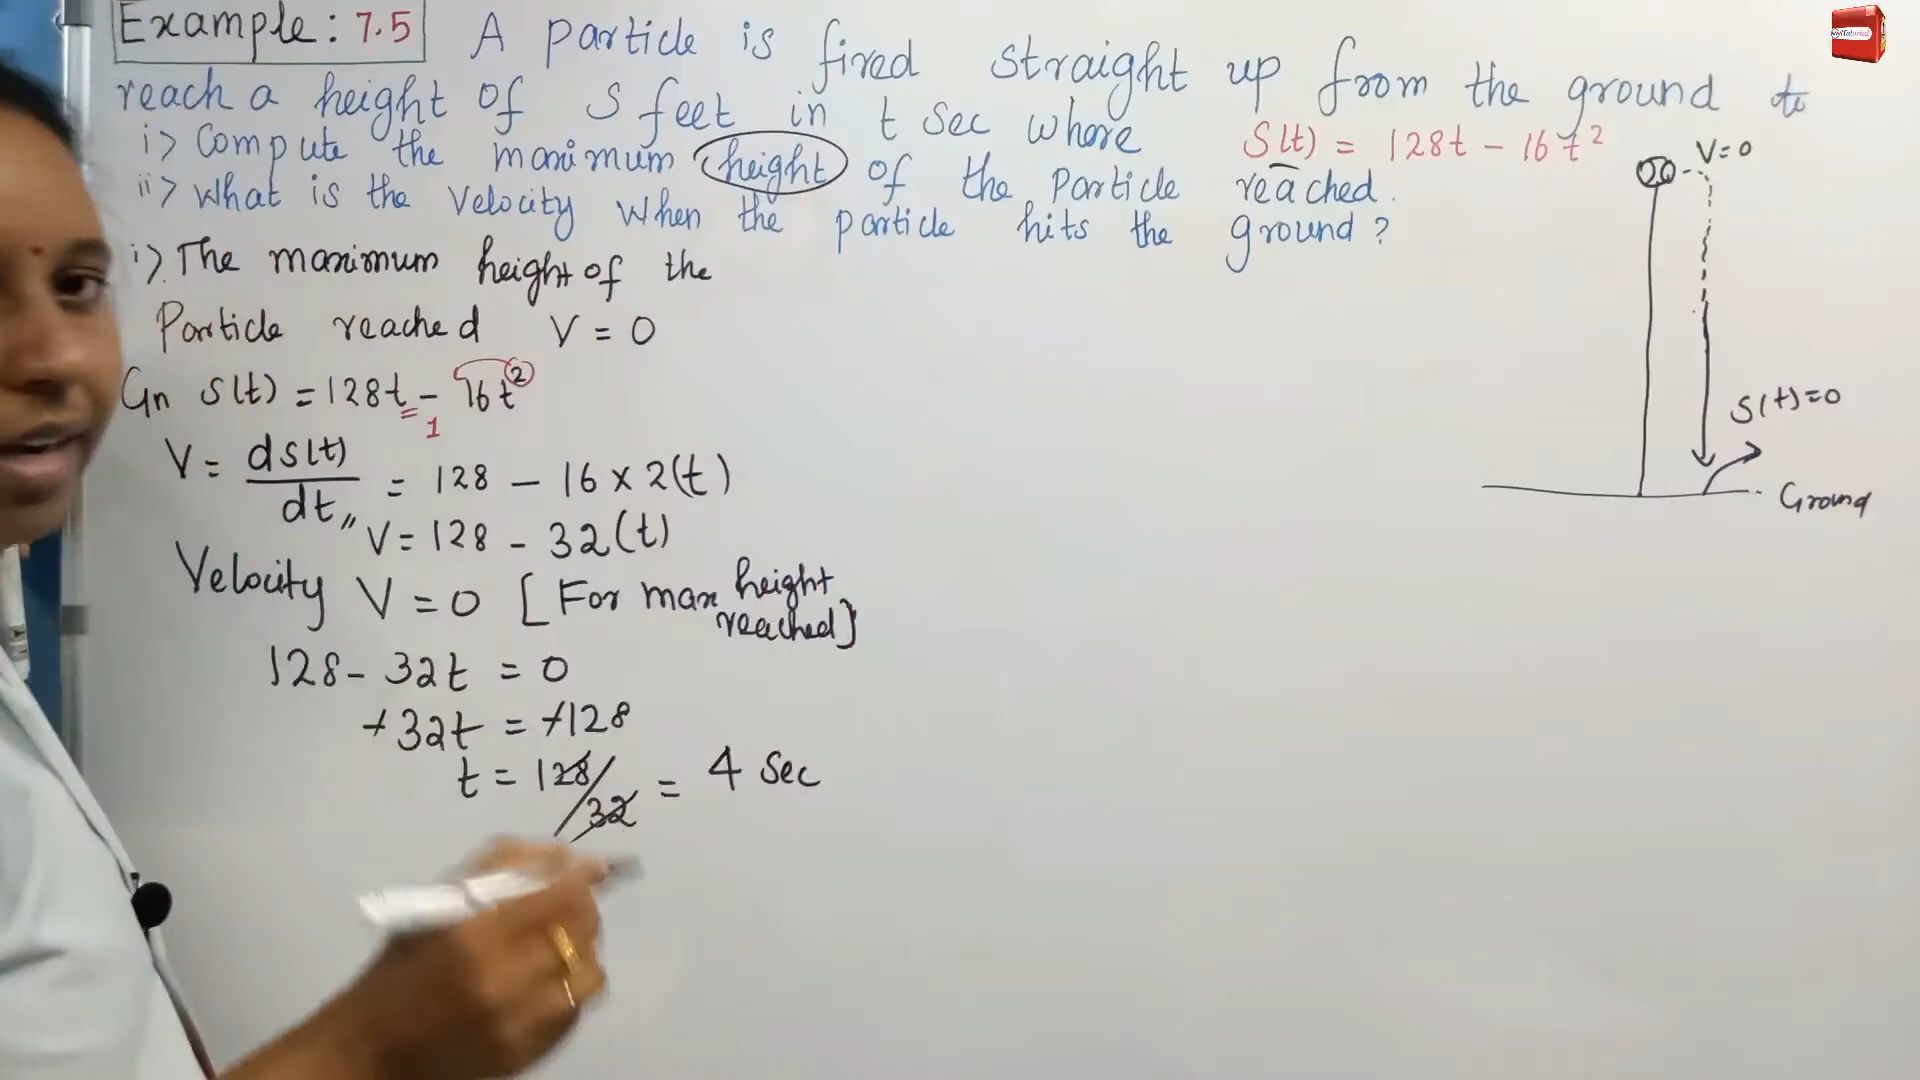 Example: 7.5 A Particle is fired straight up from the ground to
reach a height of s feet in t sec where S(t) = 128t - 16t²
i) Compute the maximum height of the Particle reached.
ii) What is the Velocity when the particle hits the ground?
V=0
i) The maximum height of the
Particle reached V = 0
Gn S(t) = 128t - 16t²
1
V = dS(t)/dt = 128 - 16 × 2(t)
V = 128 - 32(t)
Velocity V = 0 [For max height
reached]
128 - 32t = 0
+32t = +128
t = 128/32 = 4 Sec
S(t)=0
Ground